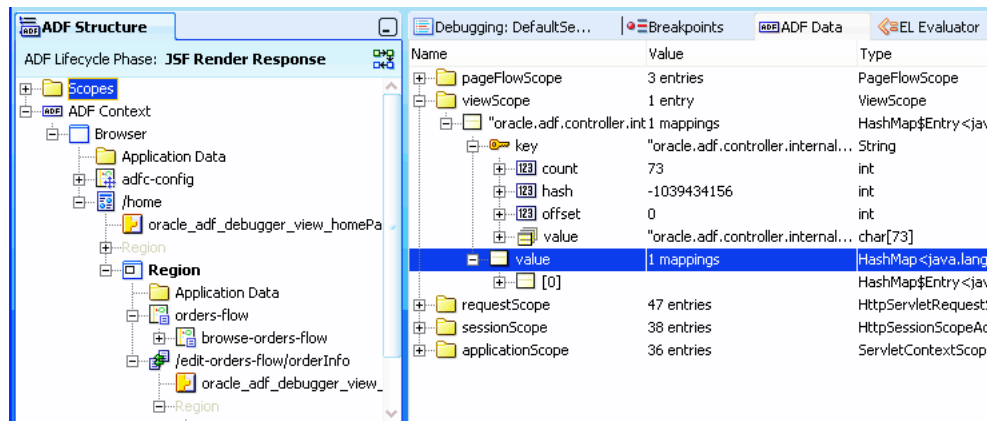 ADF Structure
ADF Lifecycle Phase: JSF Render Response
Scopes
ADF Context
Browser
Application Data
adfc-config
/home
oracle_adf_debugger_view_homePa
Region
Region
Application Data
orders-flow
browse-orders-flow
/edit-orders-flow/orderInfo
oracle_adf_debugger_view_
Region
Debugging: DefaultSe... Breakpoints ADF Data EL Evaluator
Name Value Type
pageFlowScope 3 entries PageFlowScope
viewScope 1 entry ViewScope
"oracle.adf.controller.int 1 mappings HashMap$Entry<jav
key "oracle.adf.controller.internal... String
count 73 int
hash -1039434156 int
offset 0 int
value "oracle.adf.controller.internal... char[73]
value 1 mappings HashMap<java.lang
[0] HashMap$Entry<jav
requestScope 47 entries HttpServletRequestS
sessionScope 38 entries HttpSessionScopeAd
applicationScope 36 entries ServletContextScop